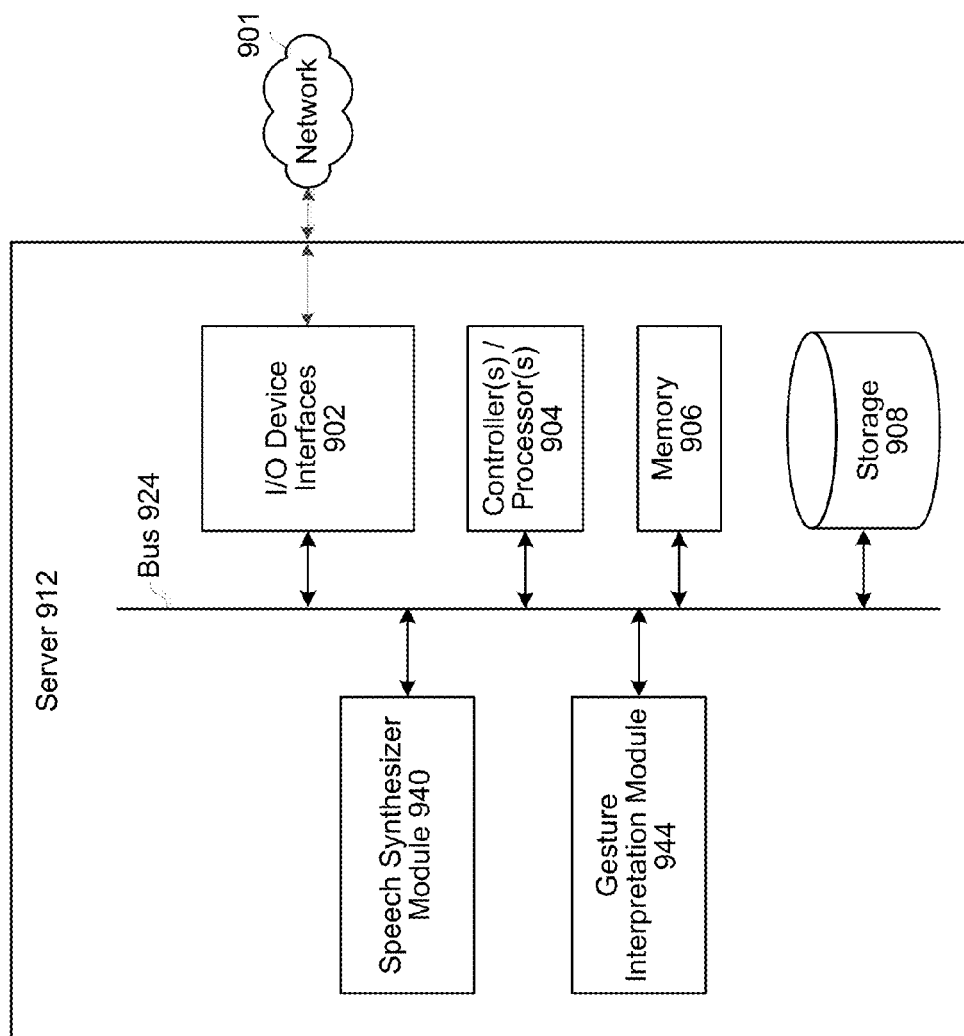 Server 912
Bus 924
Network
901
I/O Device
Interfaces
902
Controller(s) /
Processor(s)
904
Memory
906
Storage
908
Speech Synthesizer
Module 940
Gesture
Interpretation Module
944